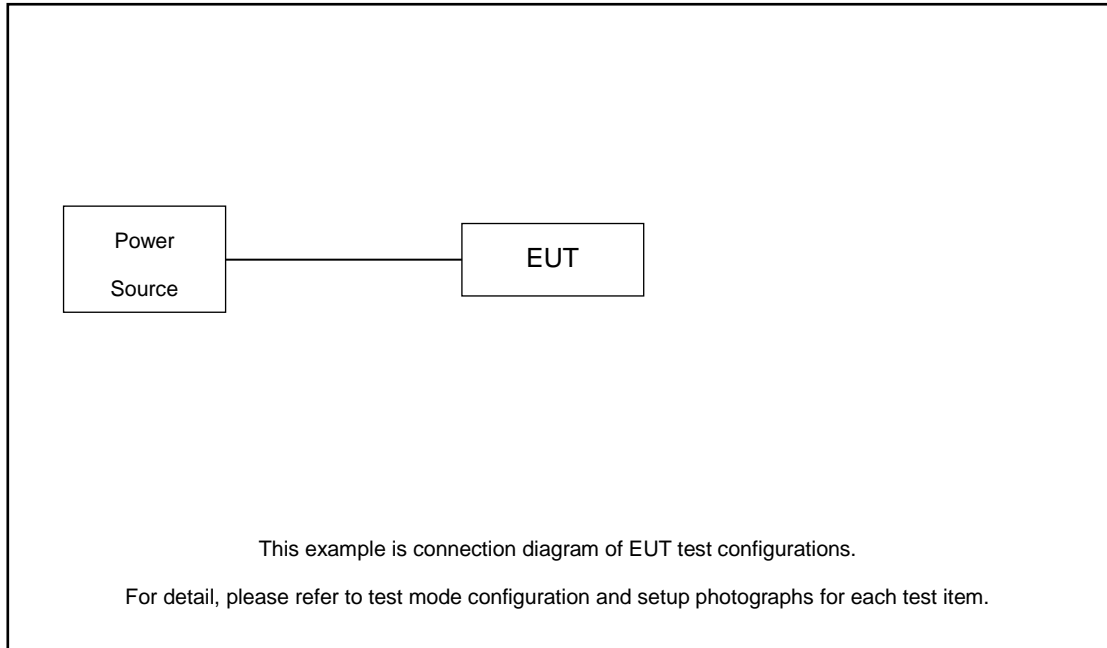 Power
Source
EUT
This example is connection diagram of EUT test configurations.
For detail, please refer to test mode configuration and setup photographs for each test item.